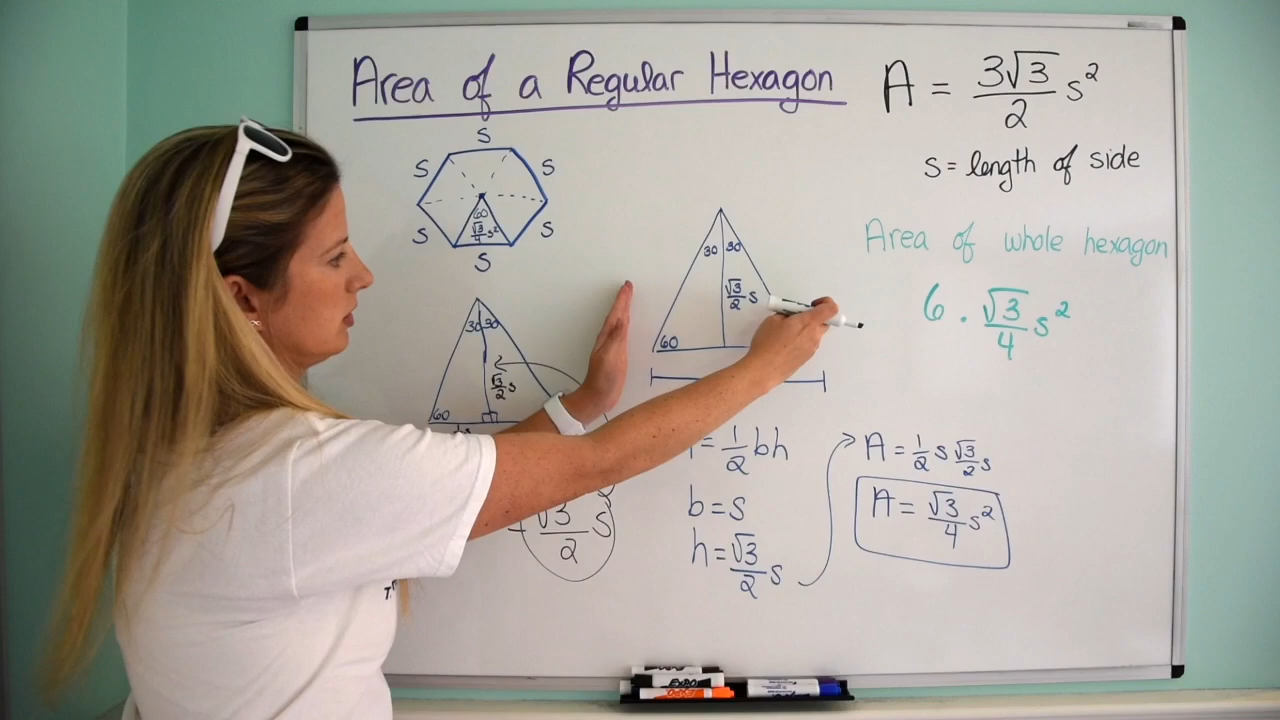 Area of a Regular Hexagon
A = 3√3/2 s²
s = length of side
S
S
S
S
S
S
60
√3/4 s²
30 30
√3/2 s
60
30 30
√3/2 s
60
Area of whole hexagon
6 · √3/4 s²
= 1/2 bh
b = s
h = √3/2 s
A = 1/2 s √3/2 s
A = √3/4 s²
√3/2 s
EXPO